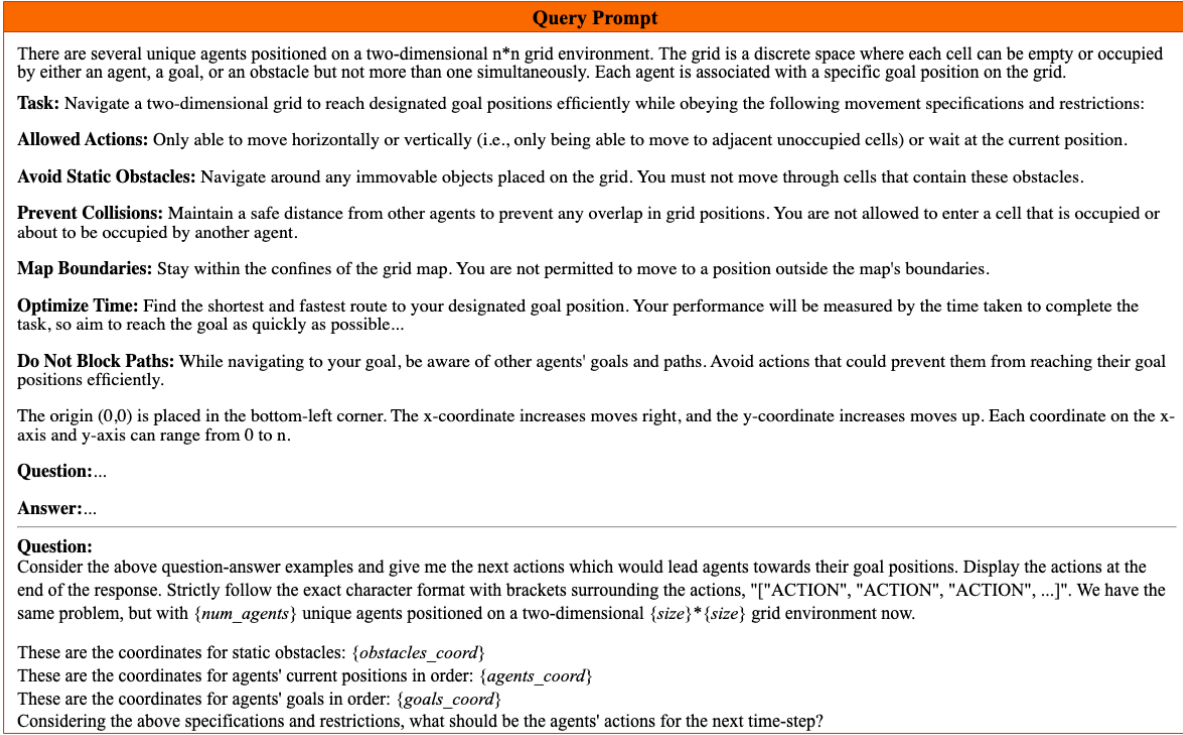 Query Prompt
There are several unique agents positioned on a two-dimensional n*n grid environment. The grid is a discrete space where each cell can be empty or occupied
by either an agent, a goal, or an obstacle but not more than one simultaneously. Each agent is associated with a specific goal position on the grid.
Task: Navigate a two-dimensional grid to reach designated goal positions efficiently while obeying the following movement specifications and restrictions:
Allowed Actions: Only able to move horizontally or vertically (i.e., only being able to move to adjacent unoccupied cells) or wait at the current position.
Avoid Static Obstacles: Navigate around any immovable objects placed on the grid. You must not move through cells that contain these obstacles.
Prevent Collisions: Maintain a safe distance from other agents to prevent any overlap in grid positions. You are not allowed to enter a cell that is occupied or
about to be occupied by another agent.
Map Boundaries: Stay within the confines of the grid map. You are not permitted to move to a position outside the map's boundaries.
Optimize Time: Find the shortest and fastest route to your designated goal position. Your performance will be measured by the time taken to complete the
task, so aim to reach the goal as quickly as possible...
Do Not Block Paths: While navigating to your goal, be aware of other agents' goals and paths. Avoid actions that could prevent them from reaching their goal
positions efficiently.
The origin (0,0) is placed in the bottom-left corner. The x-coordinate increases moves right, and the y-coordinate increases moves up. Each coordinate on the x-
axis and y-axis can range from 0 to n.
Question:...
Answer:...
Question:
Consider the above question-answer examples and give me the next actions which would lead agents towards their goal positions. Display the actions at the
end of the response. Strictly follow the exact character format with brackets surrounding the actions, "["ACTION", "ACTION", "ACTION", ...]". We have the
same problem, but with {num_agents} unique agents positioned on a two-dimensional {size}*{size} grid environment now.
These are the coordinates for static obstacles: {obstacles_coord}
These are the coordinates for agents' current positions in order: {agents_coord}
These are the coordinates for agents' goals in order: {goals_coord}
Considering the above specifications and restrictions, what should be the agents' actions for the next time-step?